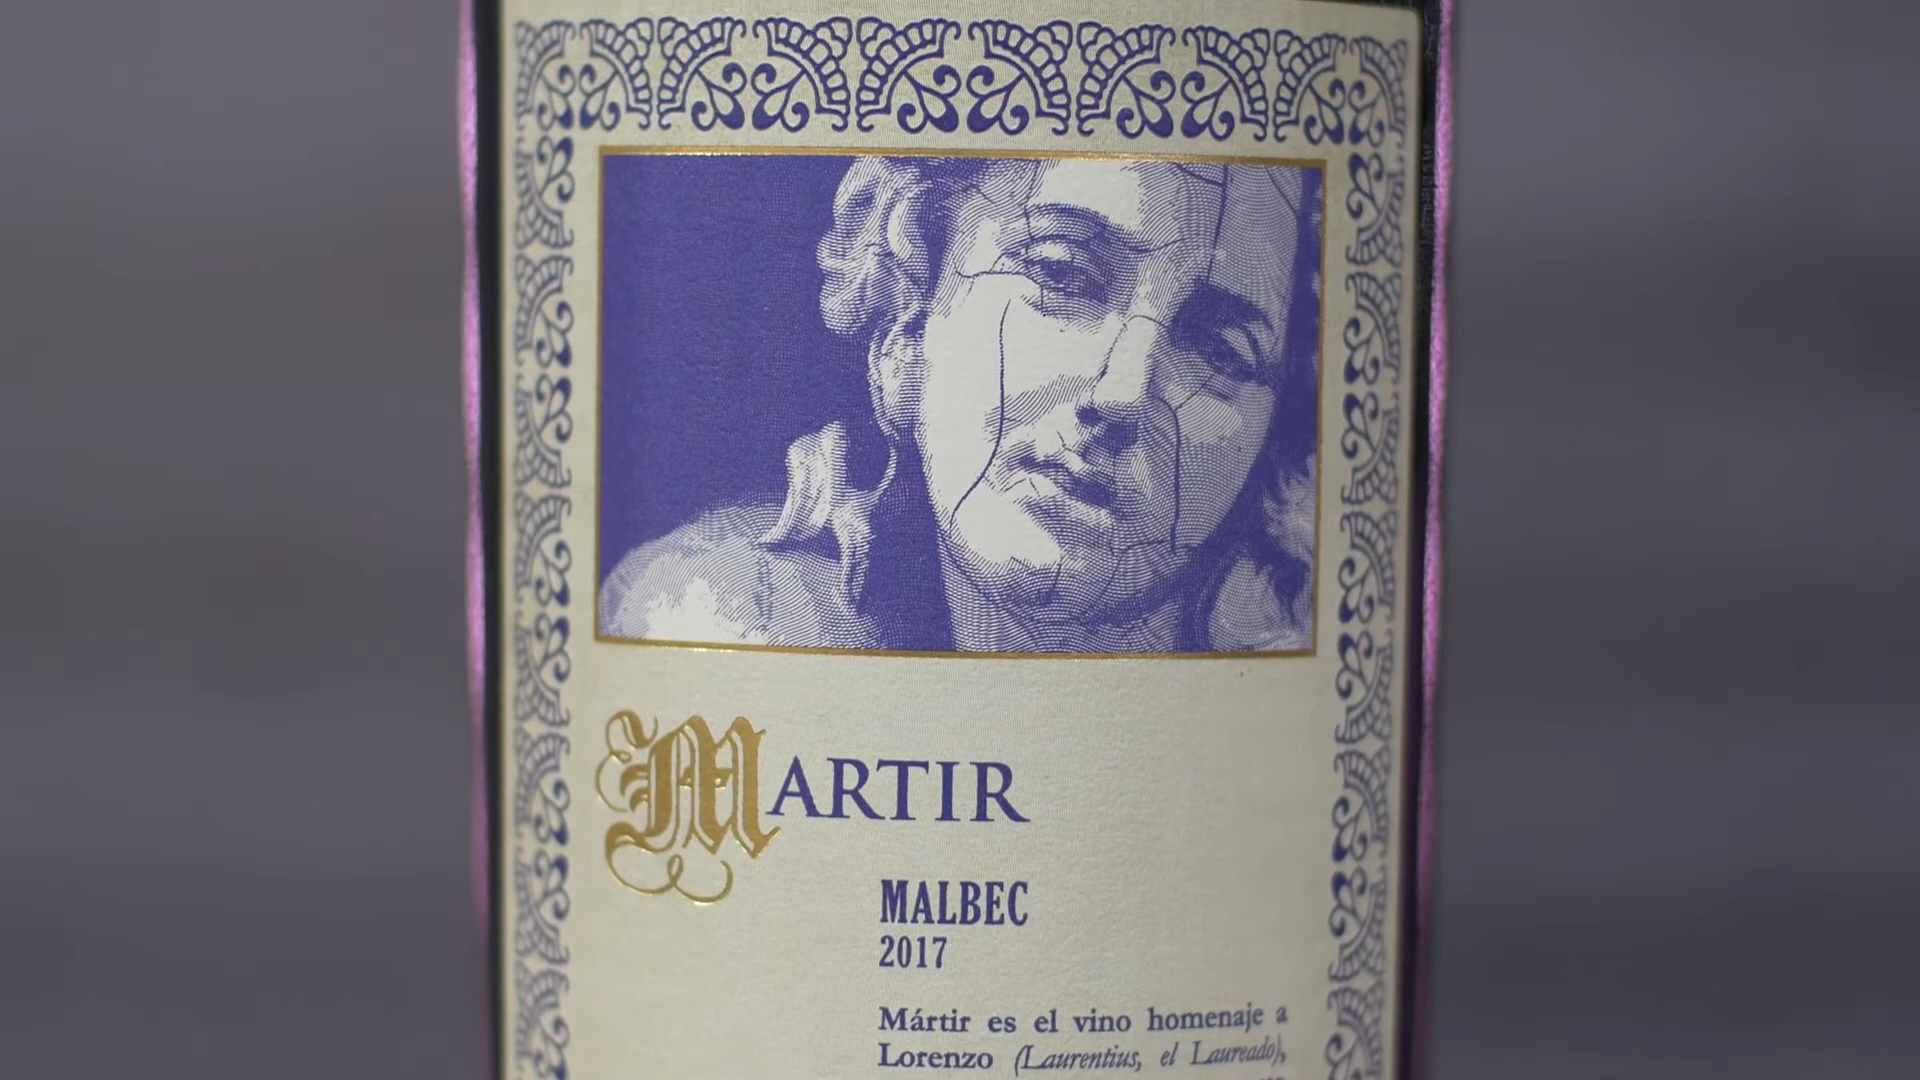 MARTIR
MALBEC
2017
Mártir es el vino homenaje a
Lorenzo (Laurentius, el Laureado),